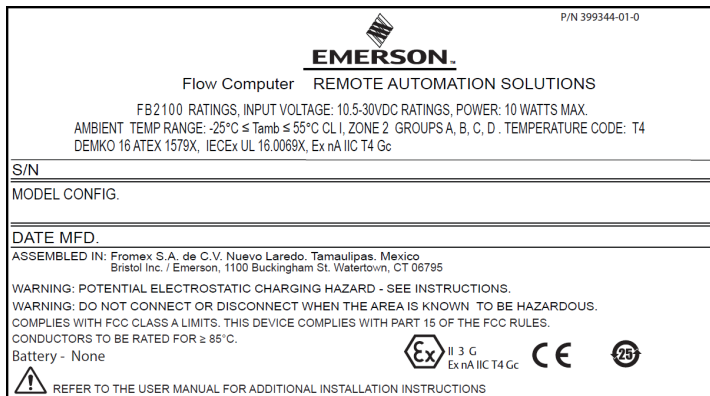 P/N 399344-01-0
EMERSON™
Flow Computer REMOTE AUTOMATION SOLUTIONS
FB2100 RATINGS, INPUT VOLTAGE: 10.5-30VDC RATINGS, POWER: 10 WATTS MAX.
AMBIENT TEMP RANGE: -25°C ≤ Tamb ≤ 55°C CL I, ZONE 2 GROUPS A, B, C, D . TEMPERATURE CODE: T4
DEMKO 16 ATEX 1579X, IECEx UL 16.0069X, Ex nA IIC T4 Gc
S/N
MODEL CONFIG.
DATE MFD.
ASSEMBLED IN: Fromex S.A. de C.V. Nuevo Laredo. Tamaulipas. Mexico
Bristol Inc. / Emerson, 1100 Buckingham St. Watertown, CT 06795
WARNING: POTENTIAL ELECTROSTATIC CHARGING HAZARD - SEE INSTRUCTIONS.
WARNING: DO NOT CONNECT OR DISCONNECT WHEN THE AREA IS KNOWN TO BE HAZARDOUS.
COMPLIES WITH FCC CLASS A LIMITS. THIS DEVICE COMPLIES WITH PART 15 OF THE FCC RULES.
CONDUCTORS TO BE RATED FOR ≥ 85°C.
Battery - None
Ex II 3 G
Ex nA IIC T4 Gc
CE
25
REFER TO THE USER MANUAL FOR ADDITIONAL INSTALLATION INSTRUCTIONS